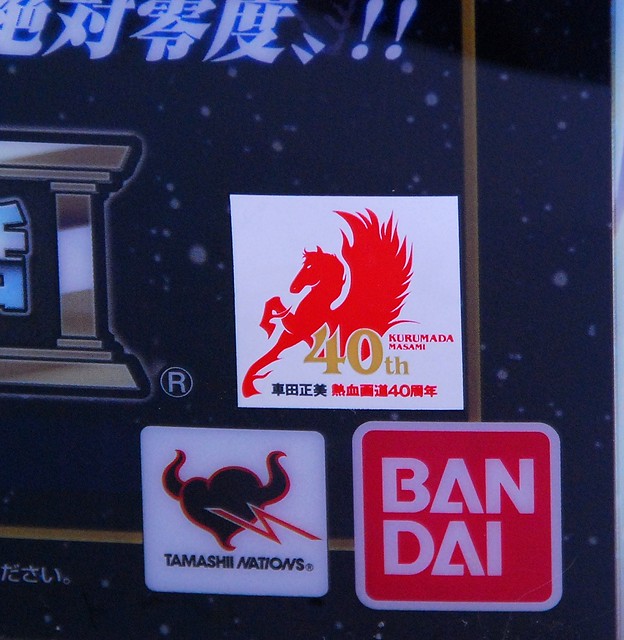 絶対零度〟!!
®
40th
KURUMADA
MASAMI
車田正美 熱血画道40周年
TAMASHII NATIONS®
BAN
DAI
ださい。